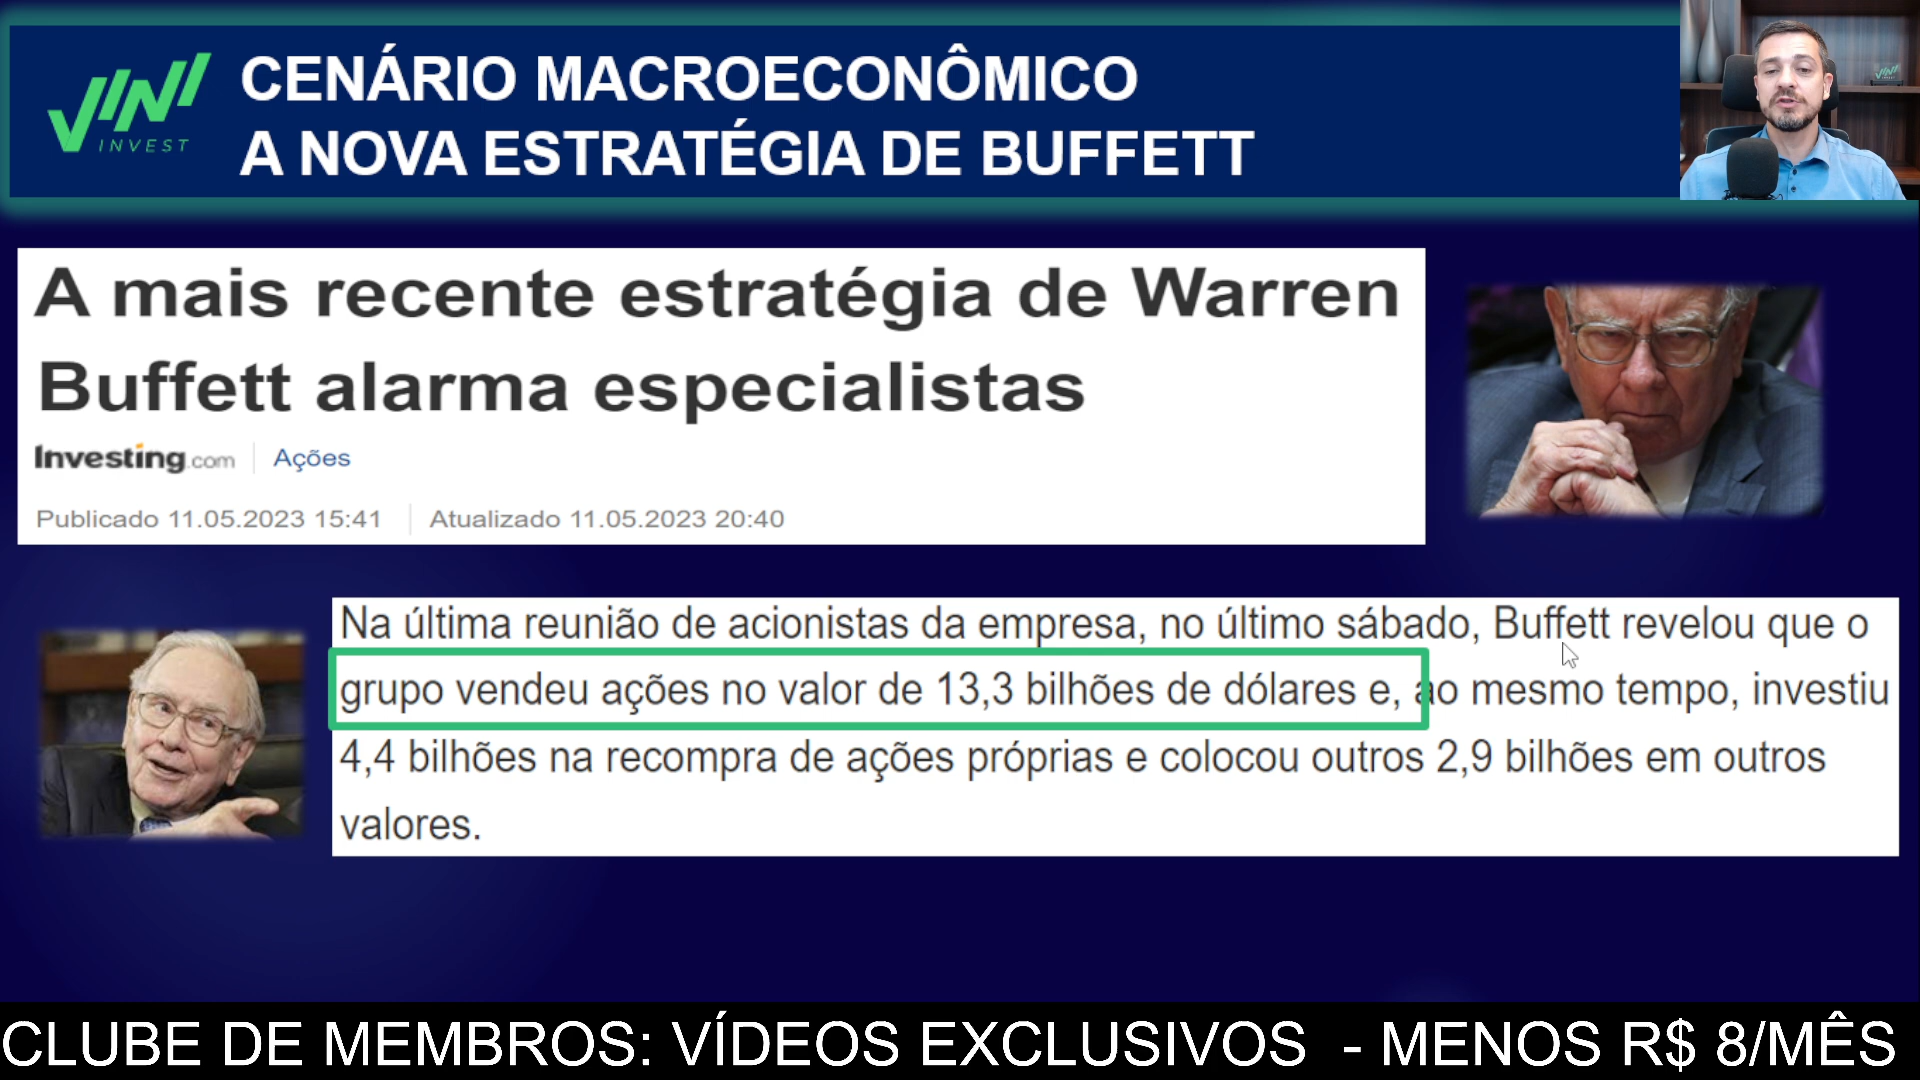 VINI
INVEST
CENÁRIO MACROECONÔMICO
A NOVA ESTRATÉGIA DE BUFFETT
A mais recente estratégia de Warren
Buffett alarma especialistas
Investing.com Ações
Publicado 11.05.2023 15:41 Atualizado 11.05.2023 20:40
Na última reunião de acionistas da empresa, no último sábado, Buffett revelou que o
grupo vendeu ações no valor de 13,3 bilhões de dólares e, ao mesmo tempo, investiu
4,4 bilhões na recompra de ações próprias e colocou outros 2,9 bilhões em outros
valores.
CLUBE DE MEMBROS: VÍDEOS EXCLUSIVOS - MENOS R$ 8/MÊS